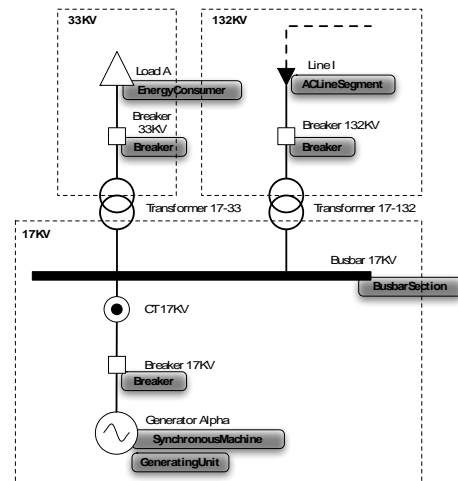 33KV
132KV
Load A
EnergyConsumer
Line I
ACLineSegment
Breaker
33KV
Breaker
Breaker 132KV
Breaker
Transformer 17-33
Transformer 17-132
17KV
Busbar 17KV
BusbarSection
CT17KV
Breaker 17KV
Breaker
Generator Alpha
SynchronousMachine
GeneratingUnit